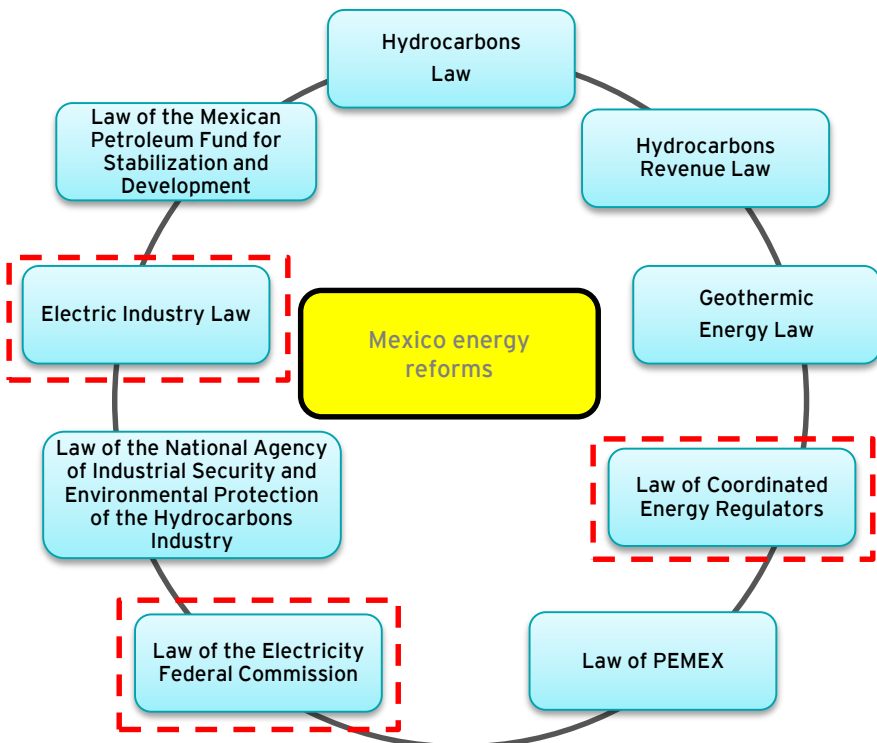 Hydrocarbons
Law
Law of the Mexican
Petroleum Fund for
Stabilization and
Development
Hydrocarbons
Revenue Law
Electric Industry Law
Geothermic
Energy Law
Mexico energy
reforms
Law of the National Agency
of Industrial Security and
Environmental Protection
of the Hydrocarbons
Industry
Law of Coordinated
Energy Regulators
Law of the Electricity
Federal Commission
Law of PEMEX